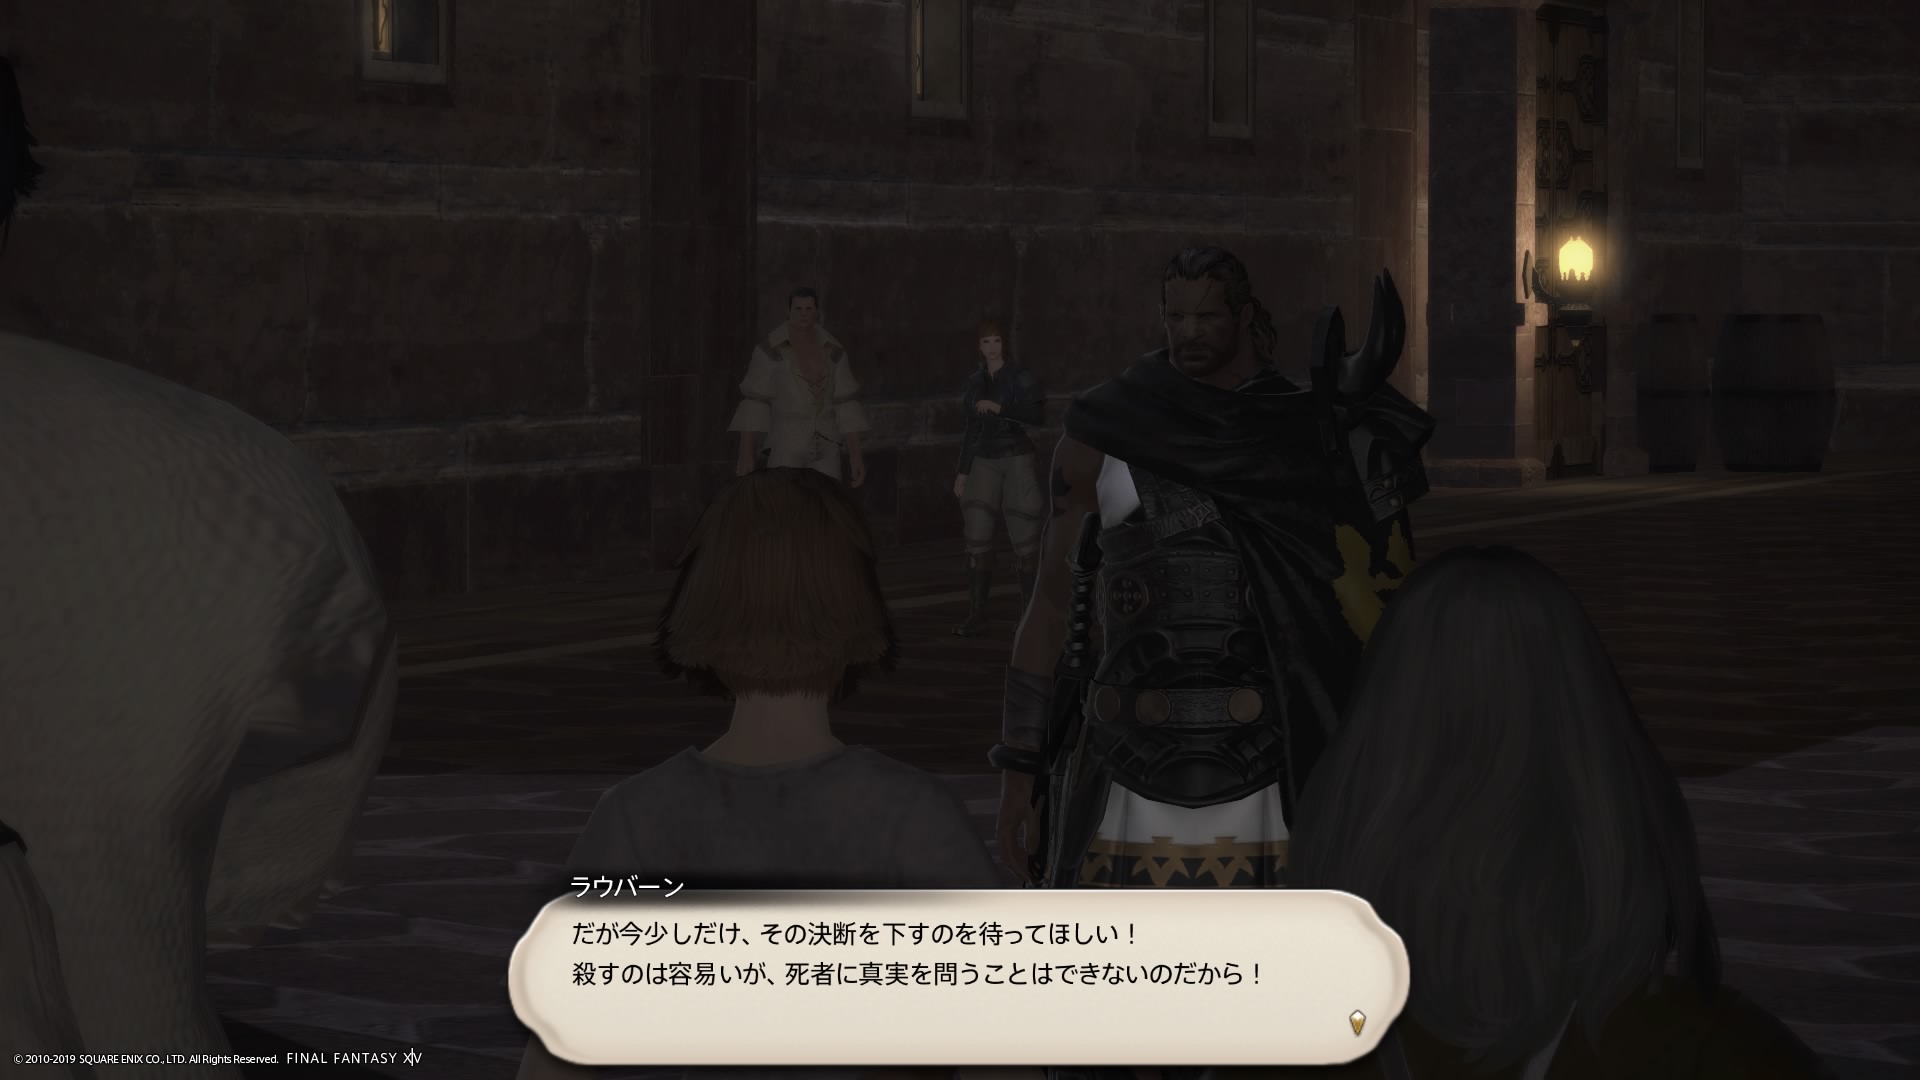 ラウバーン
だが今少しだけ、その決断を下すのを待ってほしい！
殺すのは容易いが、死者に真実を問うことはできないのだから！
© 2010-2019 SQUARE ENIX CO., LTD. All Rights Reserved. FINAL FANTASY XIV